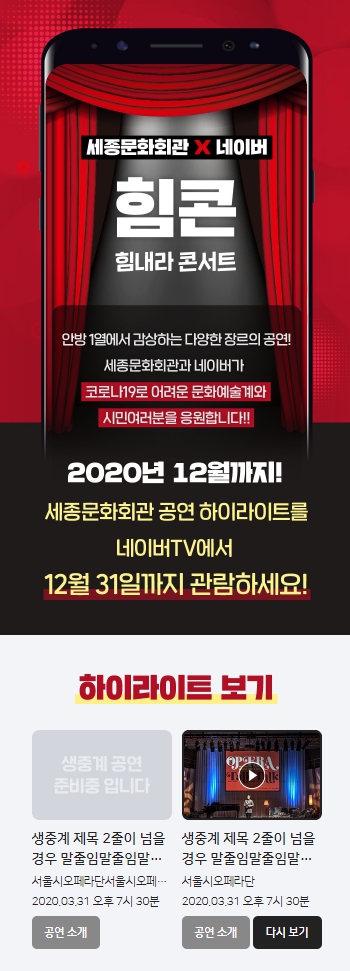 세종문화회관 X 네이버
힘콘
힘내라 콘서트
안방 1열에서 감상하는 다양한 장르의 공연!
세종문화회관과 네이버가
코로나19로 어려운 문화예술계와
시민여러분을 응원합니다!!
2020년 12월까지!
세종문화회관 공연 하이라이트를
네이버TV에서
12월 31일까지 관람하세요!
하이라이트 보기
생중계 공연
준비중 입니다
생중계 제목 2줄이 넘을
경우 말줄임말줄임말…
서울시오페라단서울시오페…
2020.03.31 오후 7시 30분
공연 소개
OPERA
생중계 제목 2줄이 넘을
경우 말줄임말줄임말…
서울시오페라단
2020.03.31 오후 7시 30분
공연 소개
다시 보기